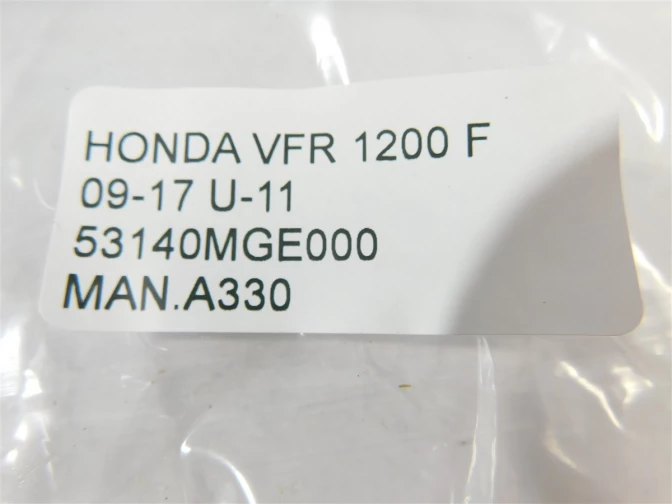 HONDA VFR 1200 F
09-17 U-11
53140MGE000
MAN.A330